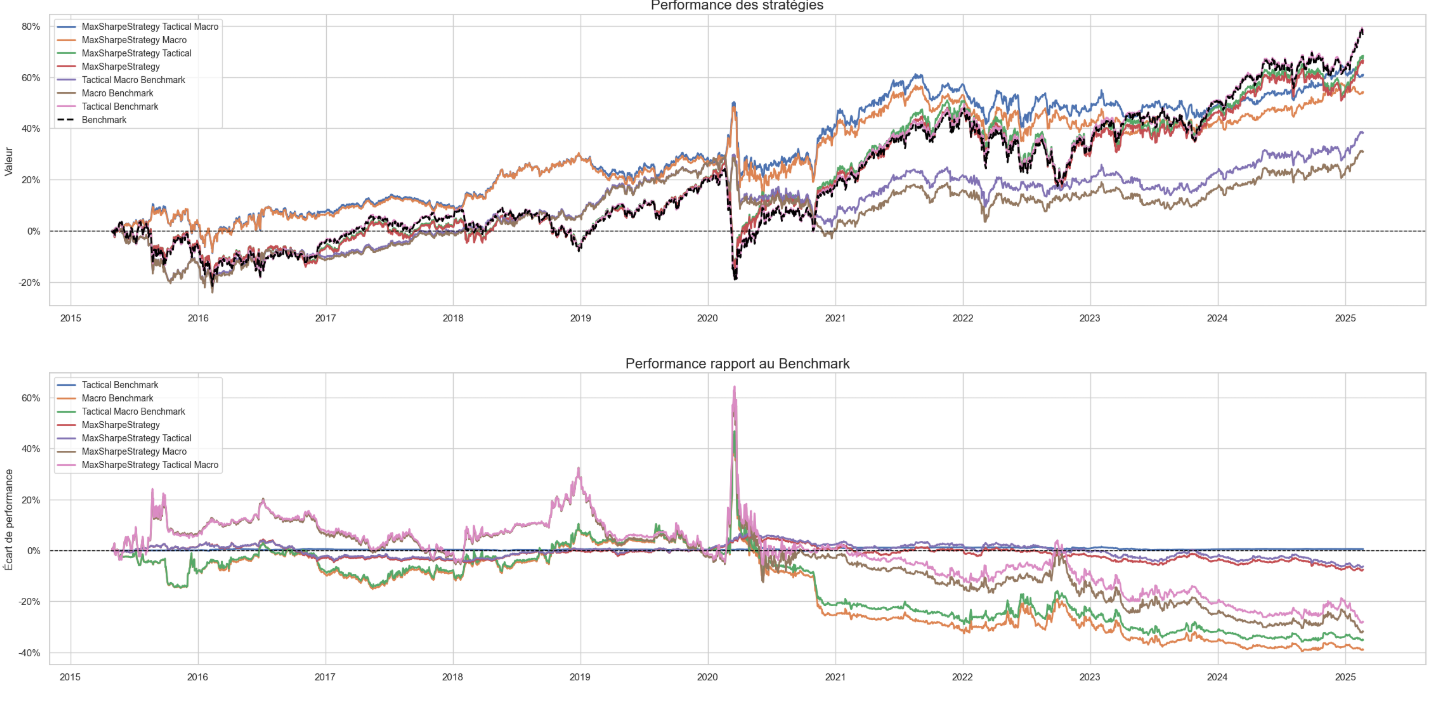 Performance des stratégies
80%
60%
40%
20%
0%
-20%
Valeur
MaxSharpeStrategy Tactical Macro
MaxSharpeStrategy Macro
MaxSharpeStrategy Tactical
MaxSharpeStrategy
Tactical Macro Benchmark
Macro Benchmark
Tactical Benchmark
Benchmark
2015 2016 2017 2018 2019 2020 2021 2022 2023 2024 2025
Performance rapport au Benchmark
60%
40%
20%
0%
-20%
-40%
Écart de performance
Tactical Benchmark
Macro Benchmark
Tactical Macro Benchmark
MaxSharpeStrategy
MaxSharpeStrategy Tactical
MaxSharpeStrategy Macro
MaxSharpeStrategy Tactical Macro
2015 2016 2017 2018 2019 2020 2021 2022 2023 2024 2025